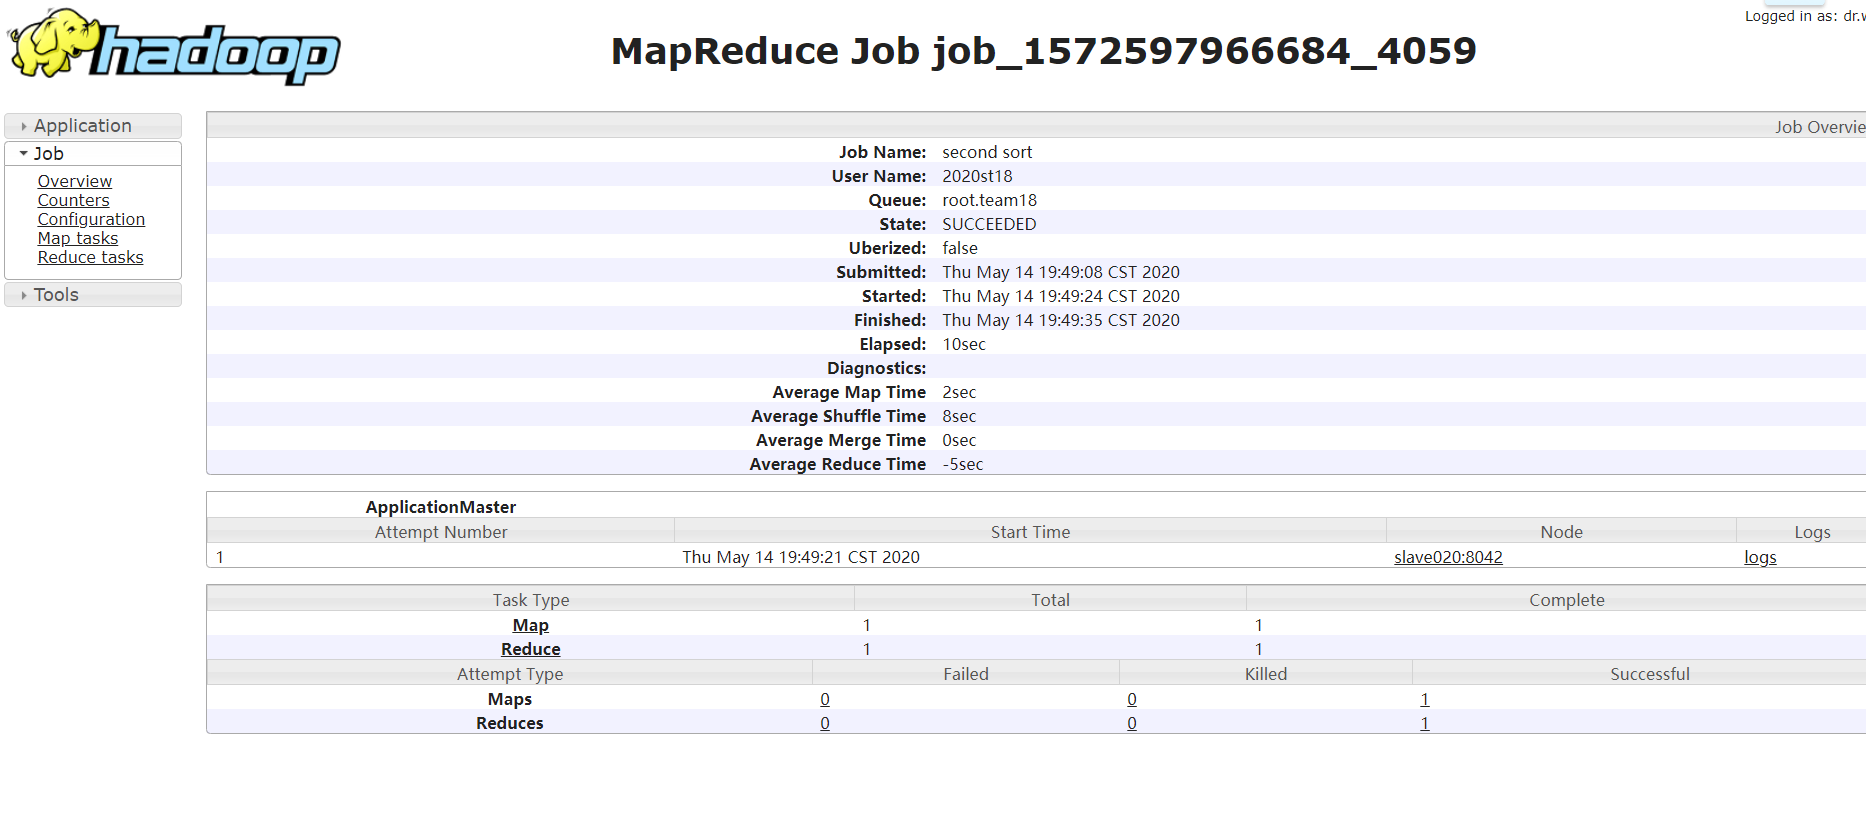 hadoop
Logged in as: dr.w
MapReduce Job job_1572597966684_4059
Application
Job
Overview
Counters
Configuration
Map tasks
Reduce tasks
Tools
Job Overvie
Job Name: second sort
User Name: 2020st18
Queue: root.team18
State: SUCCEEDED
Uberized: false
Submitted: Thu May 14 19:49:08 CST 2020
Started: Thu May 14 19:49:24 CST 2020
Finished: Thu May 14 19:49:35 CST 2020
Elapsed: 10sec
Diagnostics:
Average Map Time 2sec
Average Shuffle Time 8sec
Average Merge Time 0sec
Average Reduce Time -5sec
ApplicationMaster
Attempt Number Start Time Node Logs
1 Thu May 14 19:49:21 CST 2020 slave020:8042 logs
Task Type Total Complete
Map 1 1
Reduce 1 1
Attempt Type Failed Killed Successful
Maps 0 0 1
Reduces 0 0 1